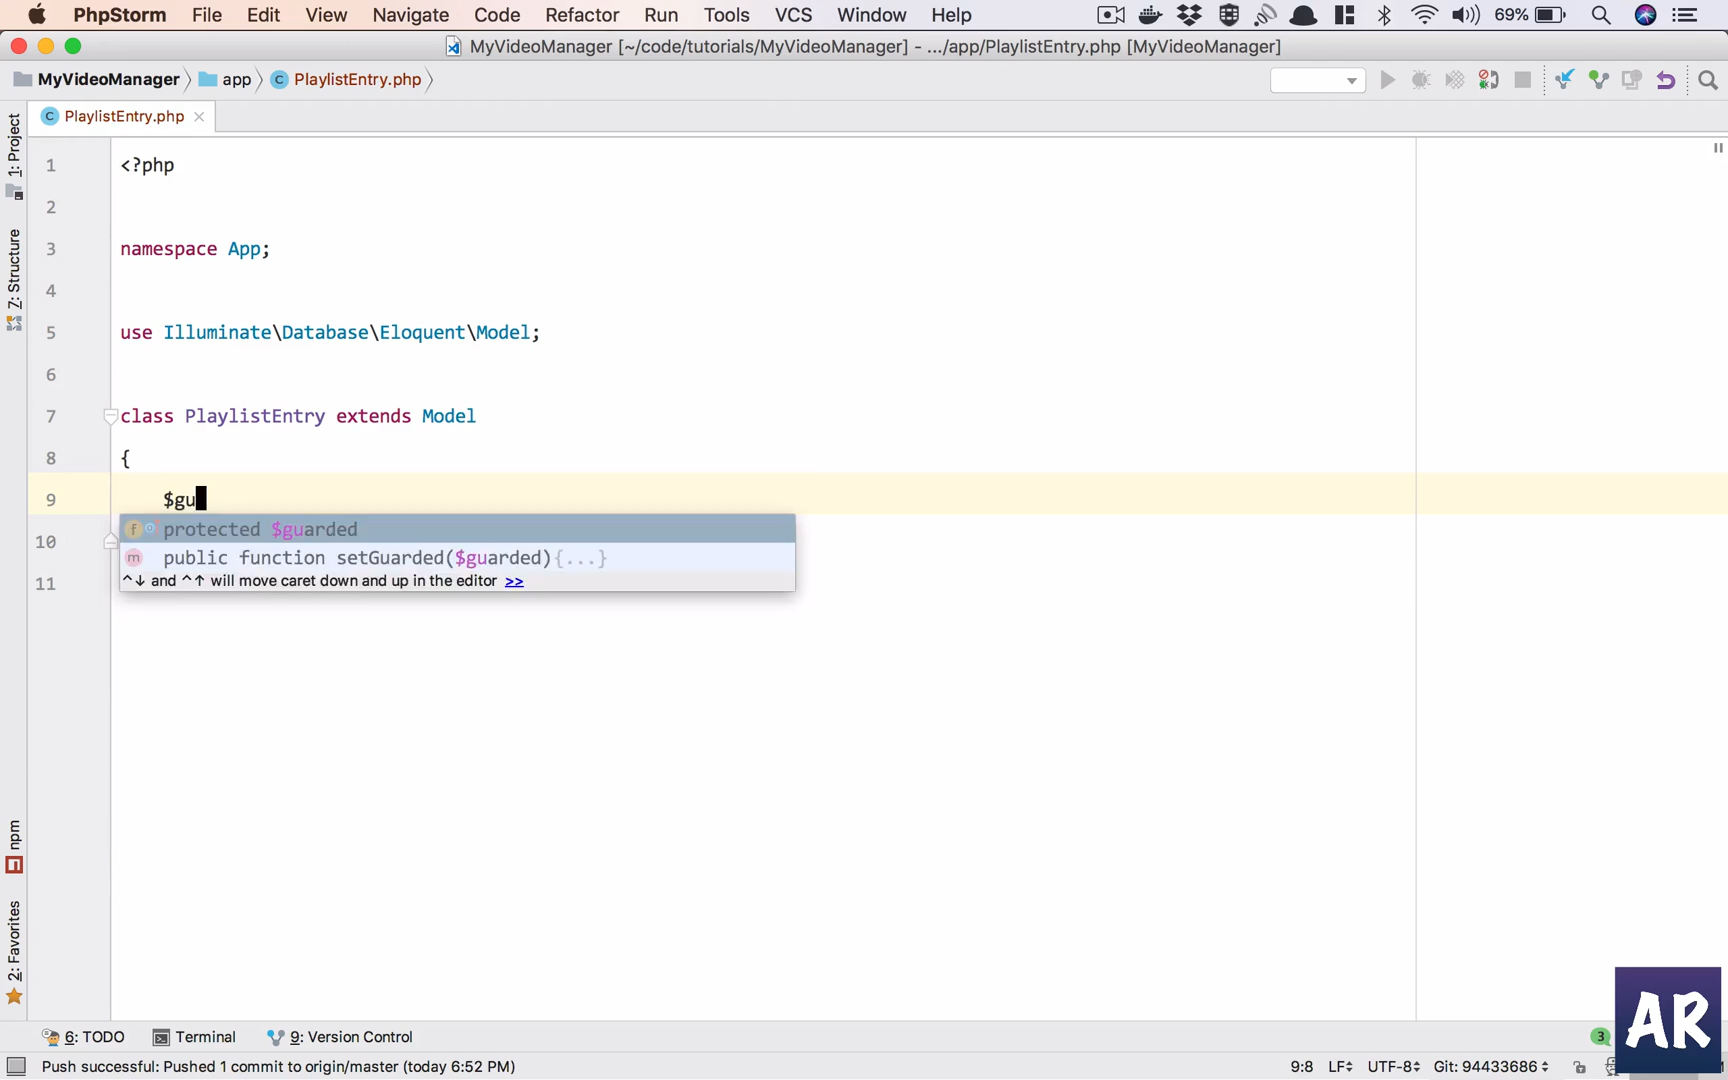 PhpStorm File Edit View Navigate Code Refactor Run Tools VCS Window Help 69%
MyVideoManager [~/code/tutorials/MyVideoManager] - .../app/PlaylistEntry.php [MyVideoManager]
MyVideoManager app PlaylistEntry.php
PlaylistEntry.php
1: Project
7: Structure
npm
2: Favorites
1 <?php
2
3 namespace App;
4
5 use Illuminate\Database\Eloquent\Model;
6
7 class PlaylistEntry extends Model
8 {
9 $gu
protected $guarded
public function setGuarded($guarded){...}
^↓ and ^↑ will move caret down and up in the editor >>
10
11
6: TODO Terminal 9: Version Control 3
AR
Push successful: Pushed 1 commit to origin/master (today 6:52 PM) 9:8 LF UTF-8 Git: 94433686